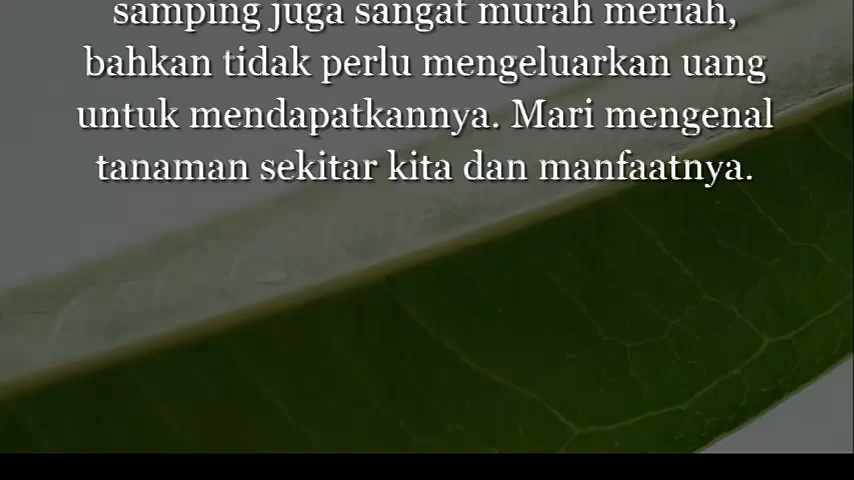 samping juga sangat murah meriah,
bahkan tidak perlu mengeluarkan uang
untuk mendapatkannya. Mari mengenal
tanaman sekitar kita dan manfaatnya.